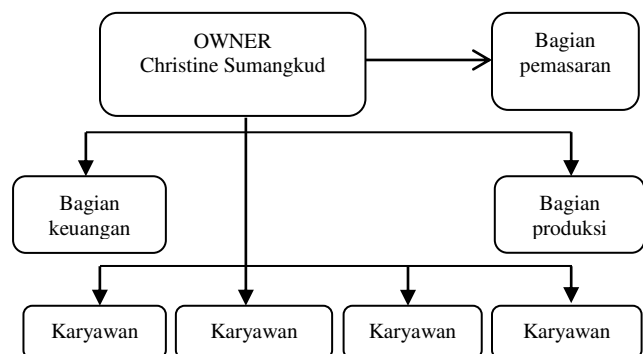 OWNER
Christine Sumangkud
Bagian
pemasaran
Bagian
keuangan
Bagian
produksi
Karyawan
Karyawan
Karyawan
Karyawan